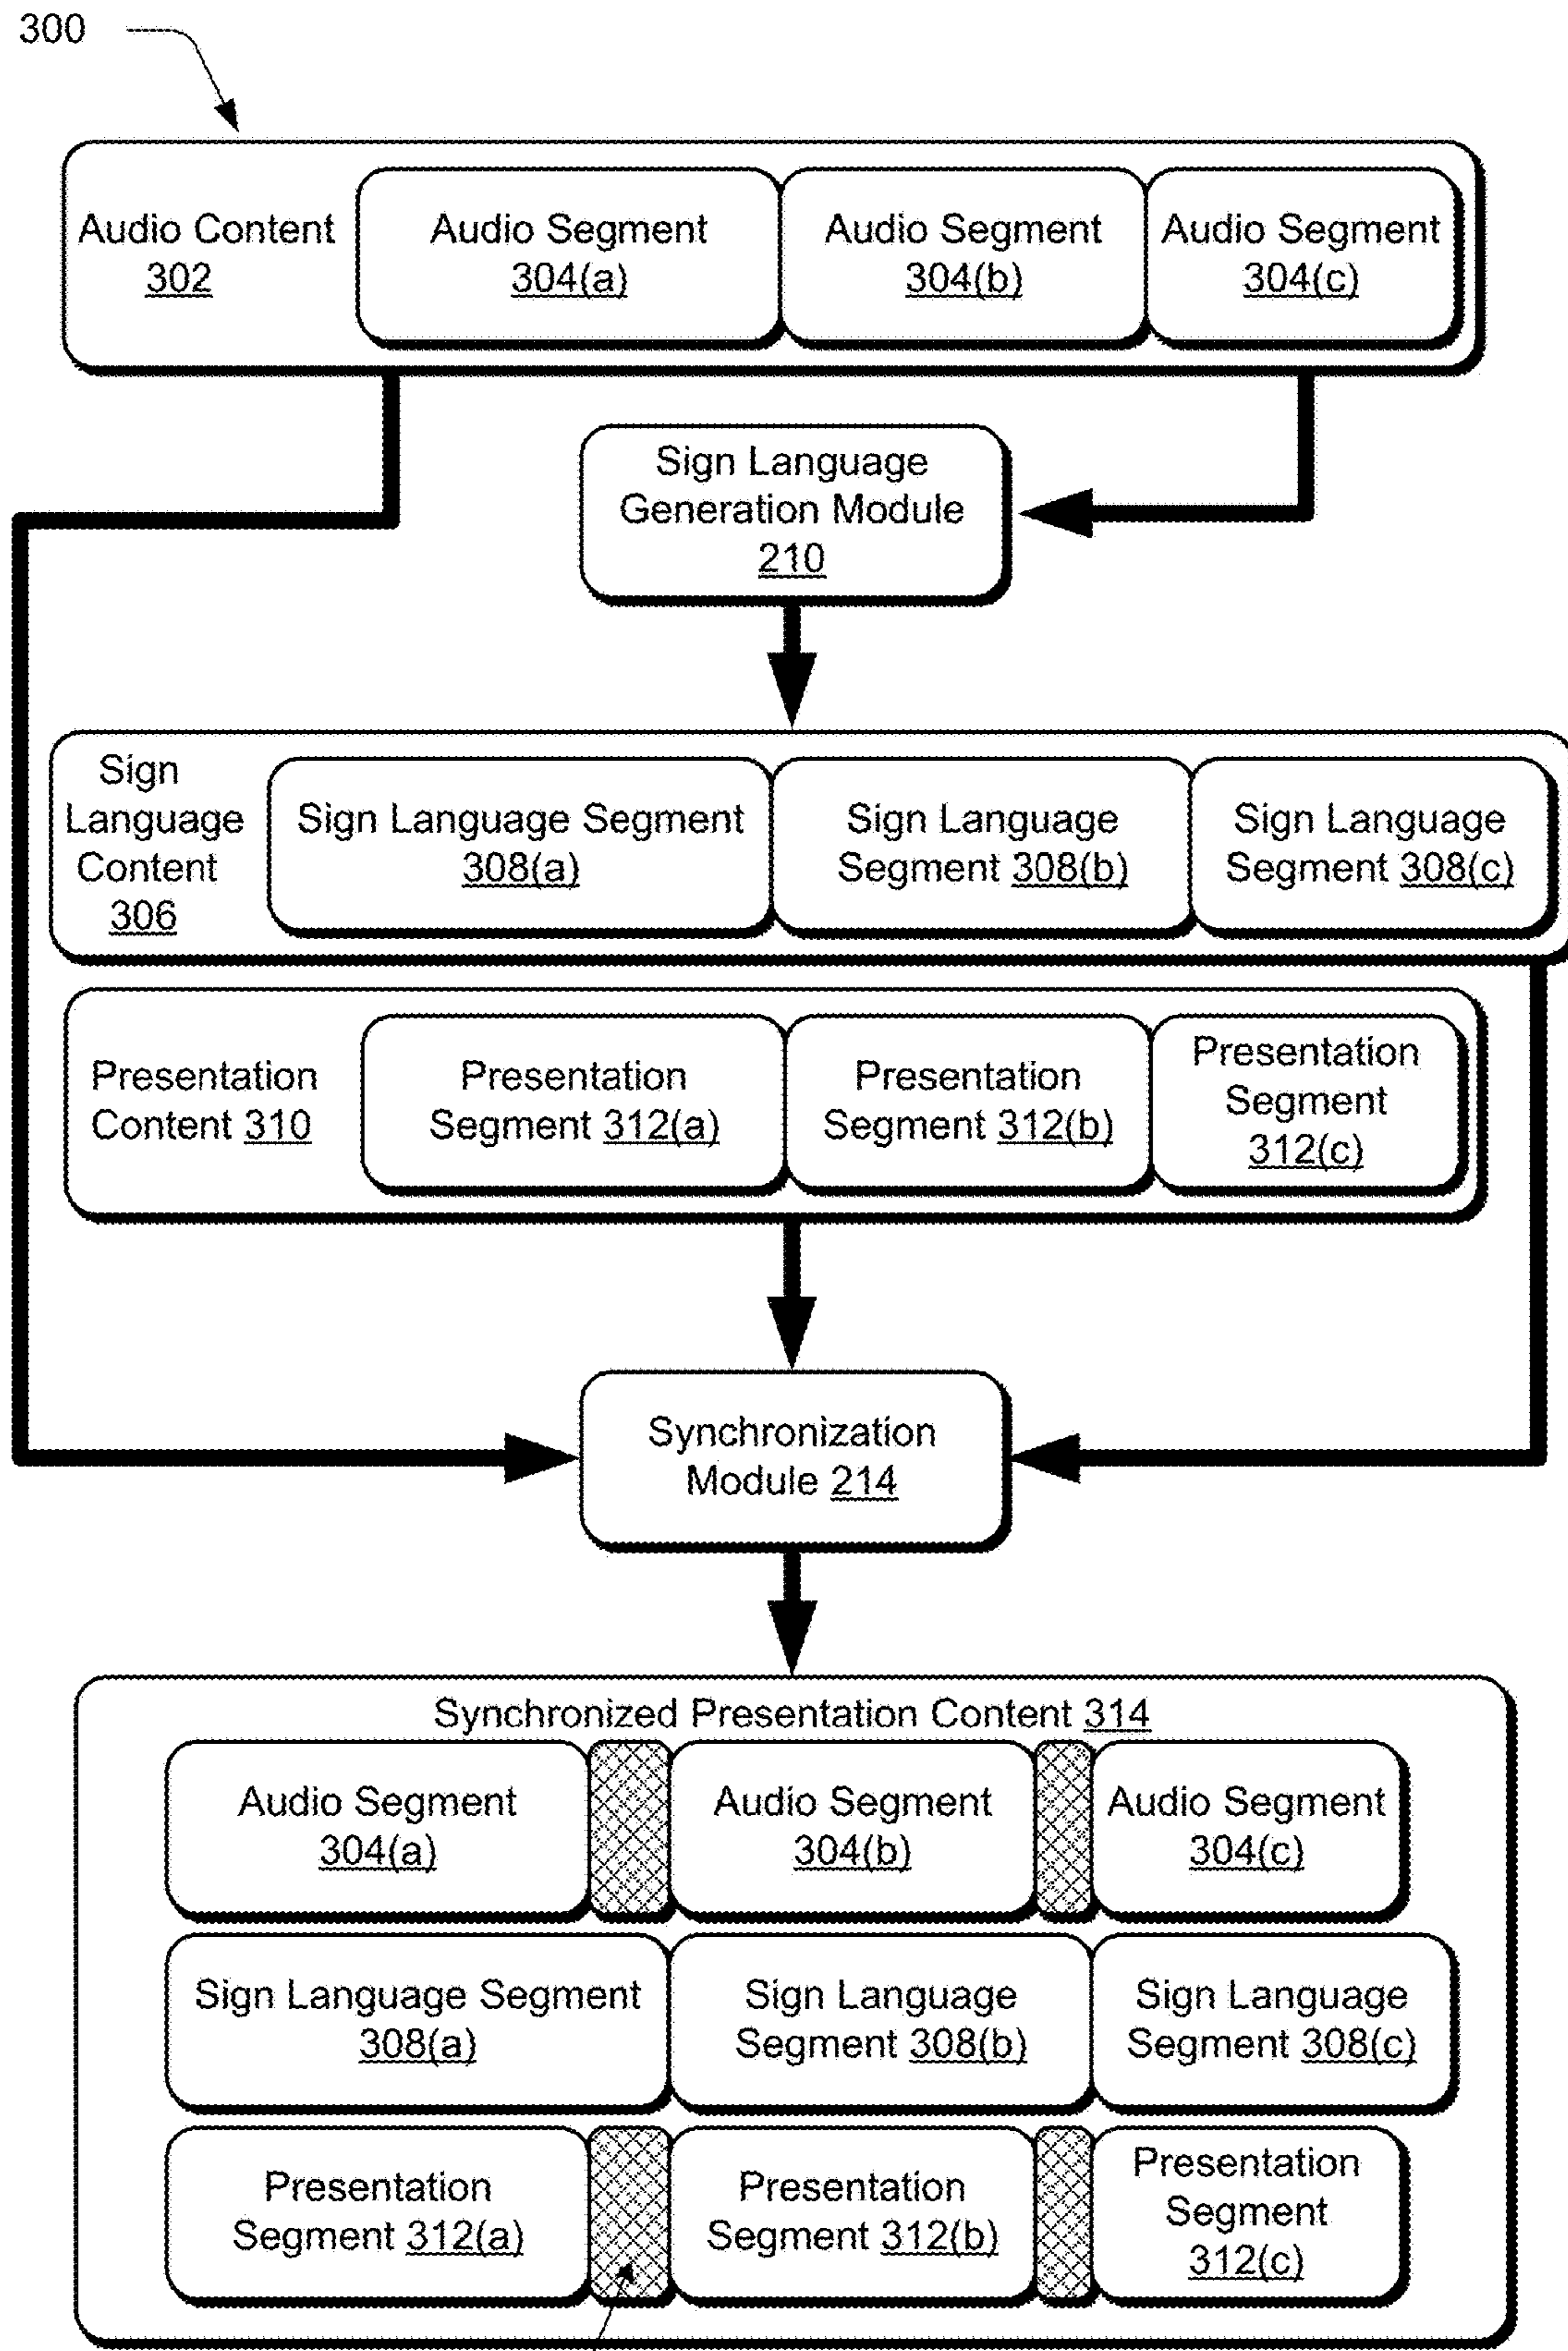 300
Audio Content
302
Audio Segment
304(a)
Audio Segment
304(b)
Audio Segment
304(c)
Sign Language
Generation Module
210
Sign
Language
Content
306
Sign Language Segment
308(a)
Sign Language
Segment 308(b)
Sign Language
Segment 308(c)
Presentation
Content 310
Presentation
Segment 312(a)
Presentation
Segment 312(b)
Presentation
Segment
312(c)
Synchronization
Module 214
Synchronized Presentation Content 314
Audio Segment
304(a)
Audio Segment
304(b)
Audio Segment
304(c)
Sign Language Segment
308(a)
Sign Language
Segment 308(b)
Sign Language
Segment 308(c)
Presentation
Segment 312(a)
Presentation
Segment 312(b)
Presentation
Segment
312(c)